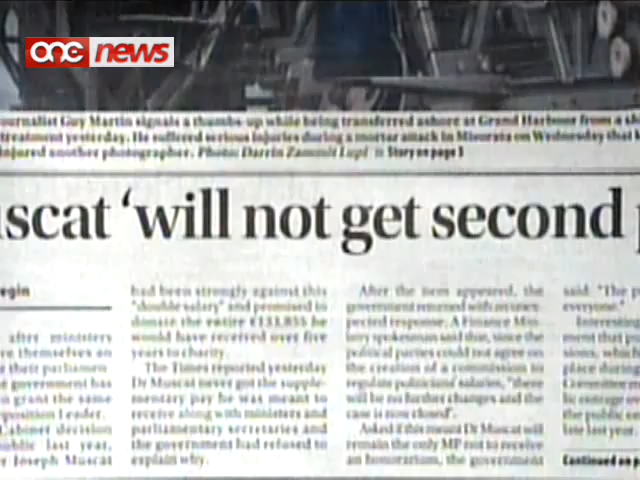 one news
ournalist Guy Martin signals a thumbs-up while being transferred ashore at Grand Harbour from a
treatment yesterday. He suffered serious injuries during a mortar attack in Misurata on Wednesday that
injured another photographer. Photo: Darrin Zammit Lupi Story on page 3
uscat 'will not get second
egin
after ministers
ve themselves an
their parliamen
government has
grant the same
position Leader.
Cabinet decision
public last year,
r Joseph Muscat
had been strongly against this
"double salary" and promised to
donate the entire €133,855 he
would have received over five
years to charity.
The Times reported yesterday
Dr Muscat never got the supple-
mentary pay he was meant to
receive along with ministers and
parliamentary secretaries and
the government had refused to
explain why.
After the item appeared, the
government returned with an unex-
pected response. A Finance Min-
istry spokesman said that, since the
political parties could not agree on
the creation of a commission to
regulate politicians' salaries, "there
will be no further changes and the
case is now closed".
Asked if this meant Dr Muscat will
remain the only MP not to receive
an honorarium, the government
said: "The p
everyone."
Interesting
ment that po
sions, which
place during
Committee
the public
late last year.
Continued on p